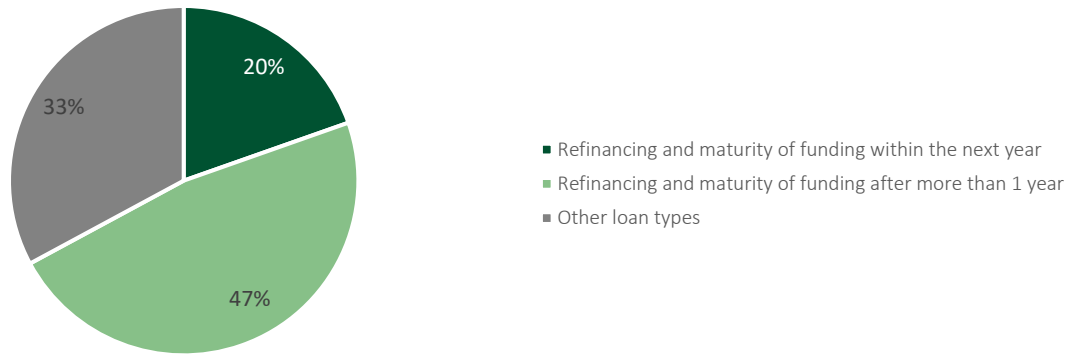 20%
33%
47%
Refinancing and maturity of funding within the next year
Refinancing and maturity of funding after more than 1 year
Other loan types